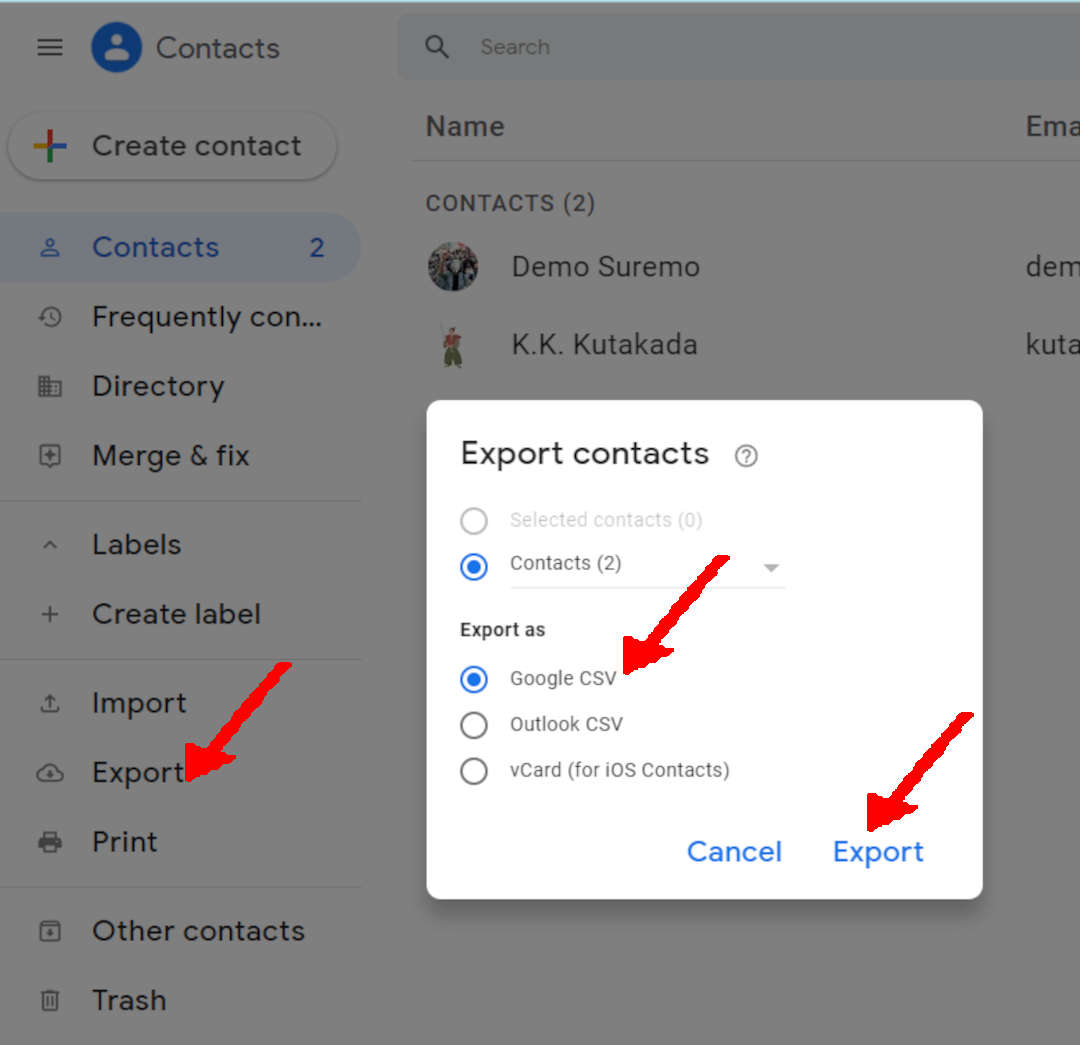 Contacts
Search
Create contact
Name
Ema
CONTACTS (2)
Contacts 2
Demo Suremo
dem
Frequently con...
K.K. Kutakada
kuta
Directory
Merge & fix
Labels
Create label
Import
Export
Print
Other contacts
Trash
Export contacts
Selected contacts (0)
Contacts (2)
Export as
Google CSV
Outlook CSV
vCard (for iOS Contacts)
Cancel Export